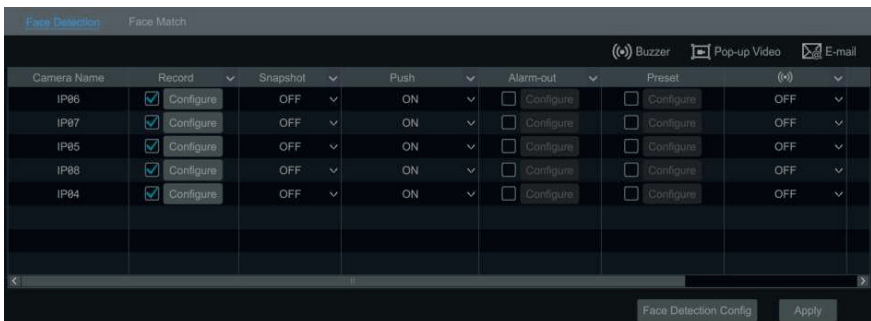 Face Detection Face Match
Buzzer Pop-up Video E-mail
Camera Name Record Snapshot Push Alarm-out Preset
IP06 Configure OFF ON Configure Configure OFF
IP07 Configure OFF ON Configure Configure OFF
IP05 Configure OFF ON Configure Configure OFF
IP08 Configure OFF ON Configure Configure OFF
IP04 Configure OFF ON Configure Configure OFF
Face Detection Config Apply